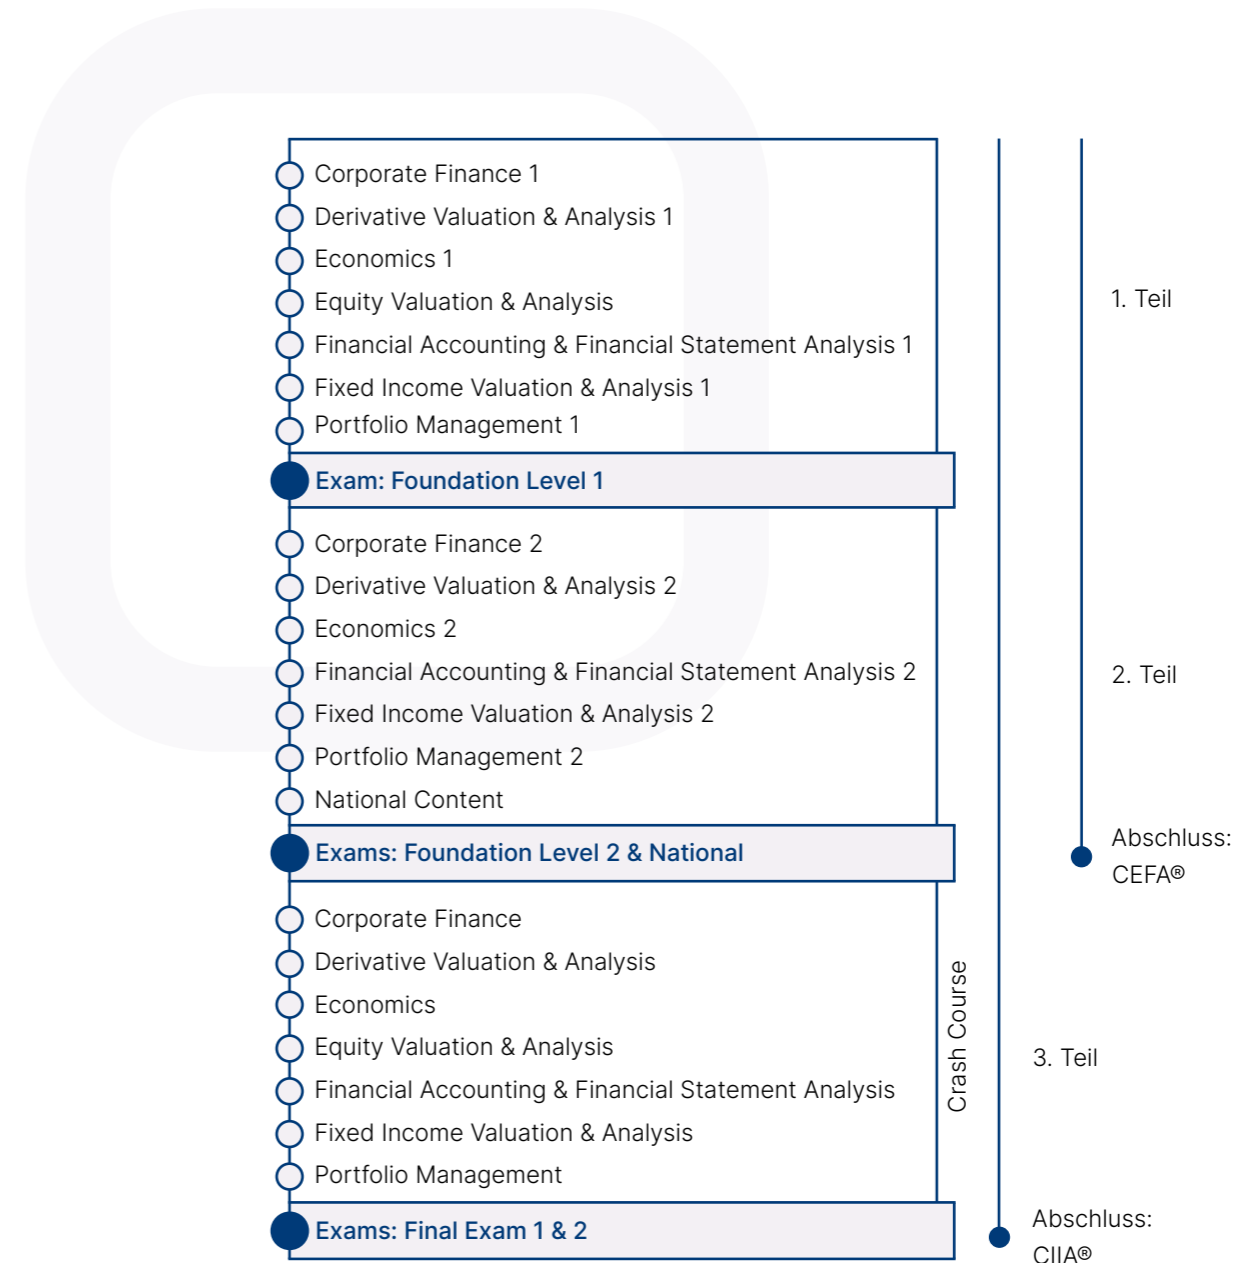 Corporate Finance 1
Derivative Valuation & Analysis 1
Economics 1
Equity Valuation & Analysis
Financial Accounting & Financial Statement Analysis 1
Fixed Income Valuation & Analysis 1
Portfolio Management 1
Exam: Foundation Level 1
1. Teil
Corporate Finance 2
Derivative Valuation & Analysis 2
Economics 2
Financial Accounting & Financial Statement Analysis 2
Fixed Income Valuation & Analysis 2
Portfolio Management 2
National Content
Exams: Foundation Level 2 & National
2. Teil
Abschluss:
CEFA®
Corporate Finance
Derivative Valuation & Analysis
Economics
Equity Valuation & Analysis
Financial Accounting & Financial Statement Analysis
Fixed Income Valuation & Analysis
Portfolio Management
Exams: Final Exam 1 & 2
Crash Course
3. Teil
Abschluss:
CIIA®